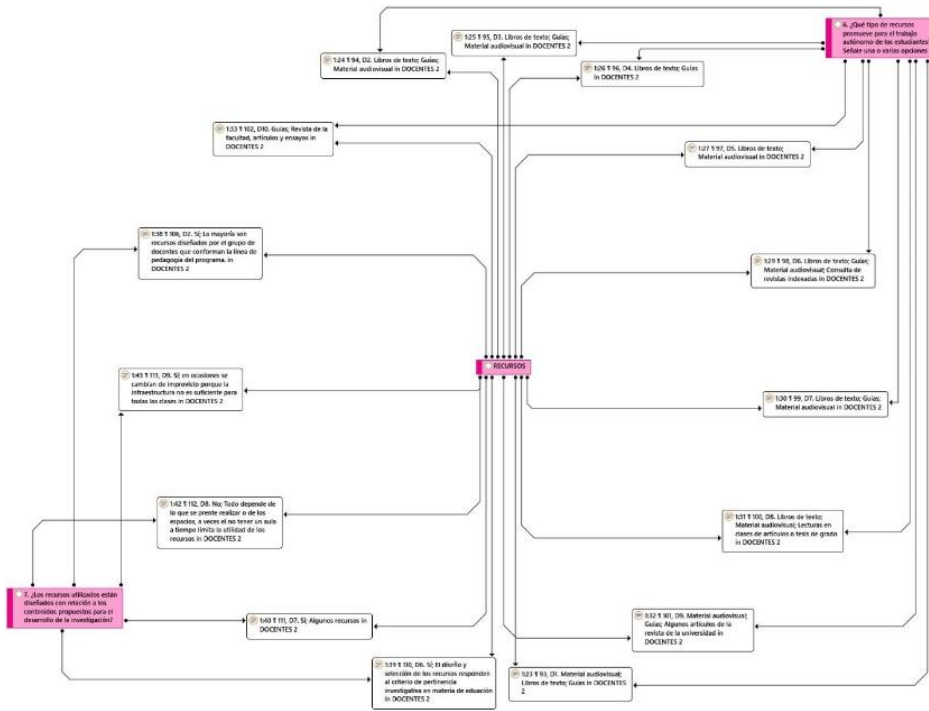 6. ¿Qué tipo de recursos
promueve para el trabajo
autónomo de los estudiantes?
Señale una o varias opciones
1:25 ¶ 95, D3. Libros de texto; Guías;
Material audiovisual in DOCENTES 2
1:24 ¶ 94, D2. Libros de texto; Guías;
Material audiovisual in DOCENTES 2
1:26 ¶ 96, D4. Libros de texto; Guías
in DOCENTES 2
1:33 ¶ 102, D10. Guías; Revista de la
facultad, artículos y ensayos in
DOCENTES 2
1:27 ¶ 97, D5. Libros de texto;
Material audiovisual in DOCENTES 2
1:38 ¶ 106, D2. Sí; La mayoría son
recursos diseñados por el grupo de
docentes que conforman la línea de
pedagogía del programa. in
DOCENTES 2
1:29 ¶ 98, D6. Libros de texto; Guías;
Material audiovisual; Consulta de
revistas indexadas in DOCENTES 2
RECURSOS
1:43 ¶ 113, D9. Sí; en ocasiones se
cambian de improvisto porque la
infraestructura no es suficiente para
todas las clases in DOCENTES 2
1:30 ¶ 99, D7. Libros de texto; Guías;
Material audiovisual in DOCENTES 2
1:42 ¶ 112, D8. No; Todo depende de
lo que se prente realizar o de los
espacios, a veces el no tener un aula
a tiempo limita la utilidad de los
recursos in DOCENTES 2
1:31 ¶ 100, D8. Libros de texto;
Material audiovisual; Lecturas en
clases de artículos o tesis de grado
in DOCENTES 2
7. ¿Los recursos utilizados están
diseñados con relación a los
contenidos propuestos para el
desarrollo de la investigación?
1:40 ¶ 111, D7. Sí; Algunos recursos in
DOCENTES 2
1:32 ¶ 101, D9. Material audiovisual;
Guías; Algunos artículos de la
revista de la universidad in
DOCENTES 2
1:39 ¶ 110, D6. Sí; El diseño y
selección de los recursos responden
al criterio de pertinencia
investigativa en materia de eduación
in DOCENTES 2
1:23 ¶ 93, D1. Material audiovisual;
Libros de texto; Guías in DOCENTES
2